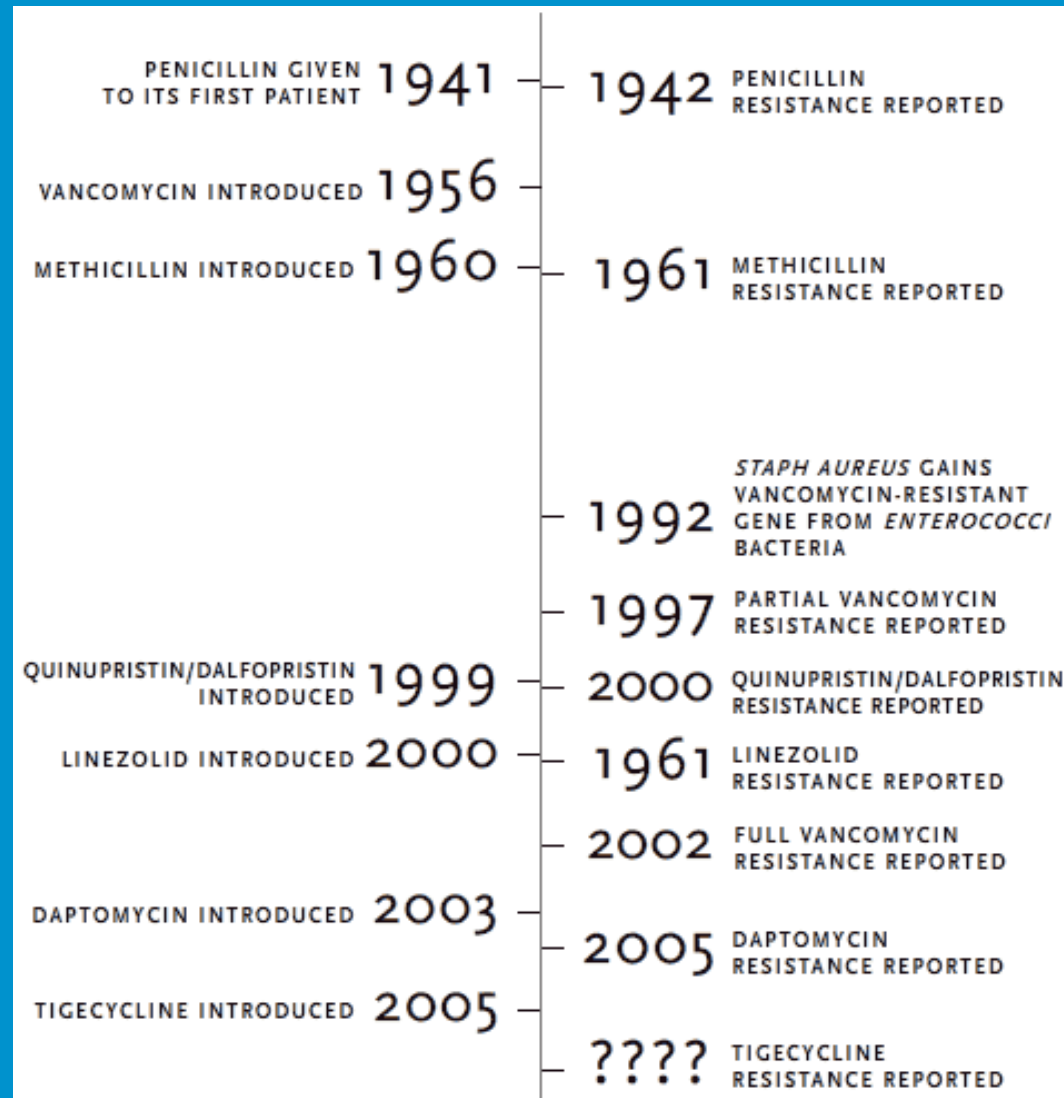 PENICILLIN GIVEN
TO ITS FIRST PATIENT 1941
1942 PENICILLIN
RESISTANCE REPORTED
VANCOMYCIN INTRODUCED 1956
METHICILLIN INTRODUCED 1960
1961 METHICILLIN
RESISTANCE REPORTED
1992 STAPH AUREUS GAINS
VANCOMYCIN-RESISTANT
GENE FROM ENTEROCOCCI
BACTERIA
1997 PARTIAL VANCOMYCIN
RESISTANCE REPORTED
QUINUPRISTIN/DALFOPRISTIN
INTRODUCED 1999
2000 QUINUPRISTIN/DALFOPRISTIN
RESISTANCE REPORTED
LINEZOLID INTRODUCED 2000
1961 LINEZOLID
RESISTANCE REPORTED
2002 FULL VANCOMYCIN
RESISTANCE REPORTED
DAPTOMYCIN INTRODUCED 2003
2005 DAPTOMYCIN
RESISTANCE REPORTED
TIGECYCLINE INTRODUCED 2005
???? TIGECYCLINE
RESISTANCE REPORTED